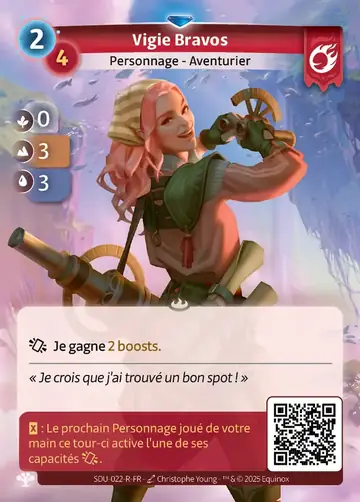 2
Vigie Bravos
4
Personnage - Aventurier
0
3
3
Je gagne 2 boosts.
« Je crois que j'ai trouvé un bon spot ! »
X : Le prochain Personnage joué de votre
main ce tour-ci active l'une de ses
capacités .
SDU-022-R-FR - Christophe Young - ™ & © 2025 Equinox